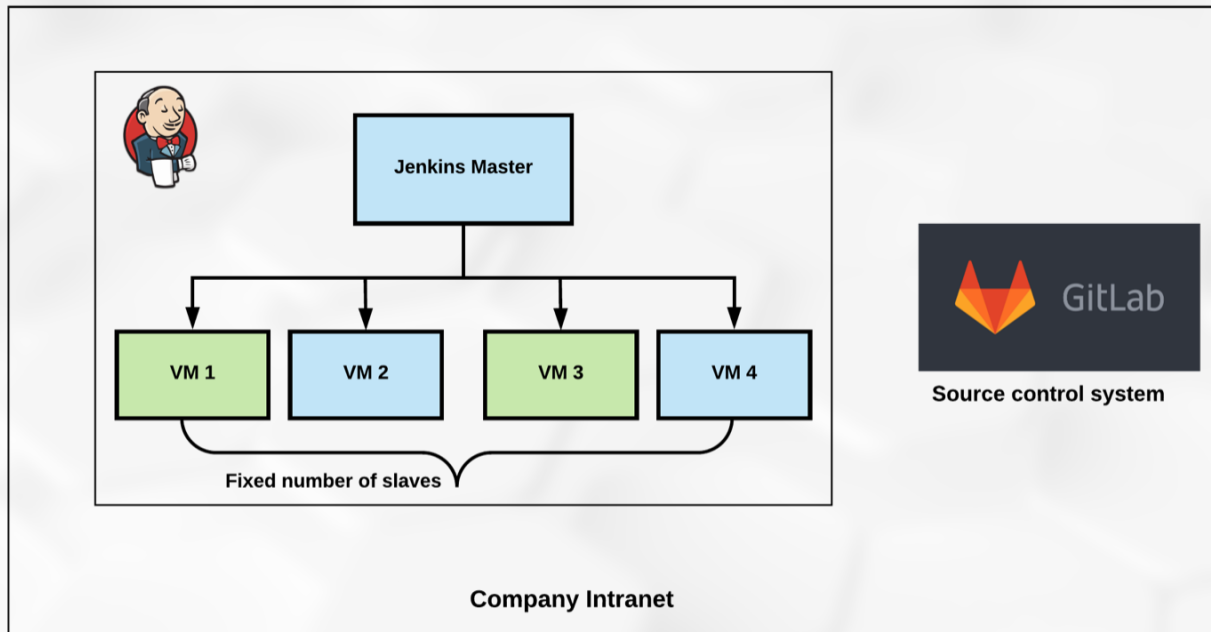 Jenkins Master
GitLab
VM 1
VM 2
VM 3
VM 4
Source control system
Fixed number of slaves
Company Intranet